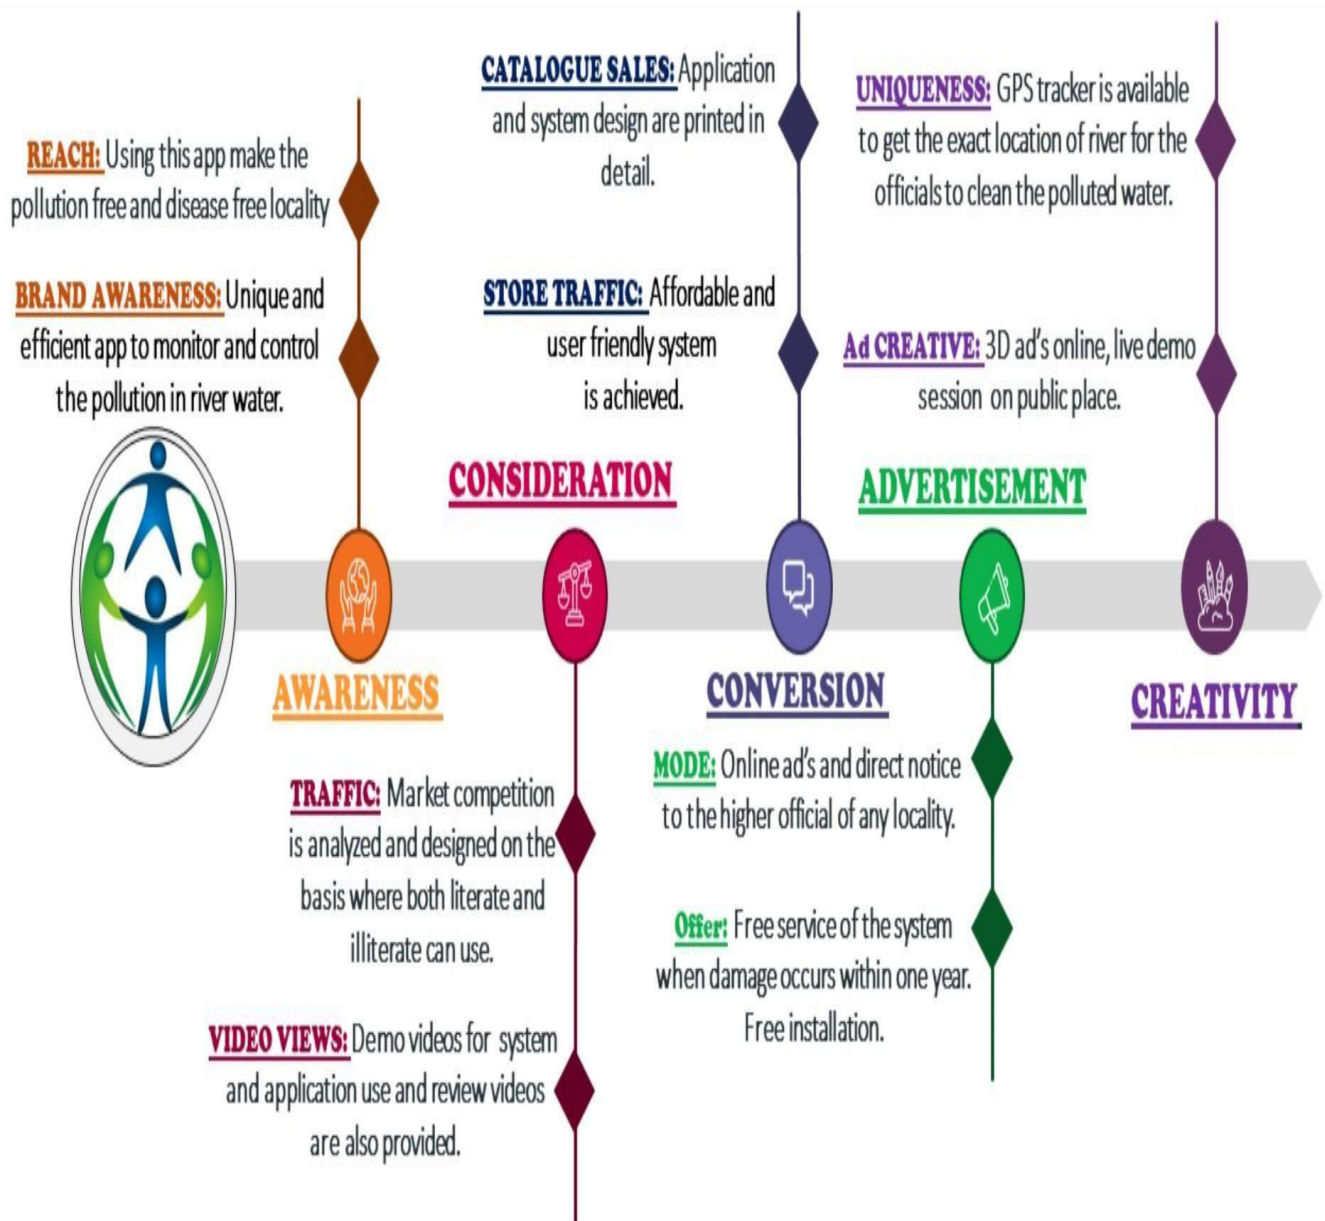 REACH: Using this app make the
pollution free and disease free locality
BRAND AWARENESS: Unique and
efficient app to monitor and control
the pollution in river water.
AWARENESS
CONSIDERATION
TRAFFIC: Market competition
is analyzed and designed on the
basis where both literate and
illiterate can use.
VIDEO VIEWS: Demo videos for system
and application use and review videos
are also provided.
CATALOGUE SALES: Application
and system design are printed in
detail.
STORE TRAFFIC: Affordable and
user friendly system
is achieved.
CONVERSION
ADVERTISEMENT
MODE: Online ad's and direct notice
to the higher official of any locality.
Offer: Free service of the system
when damage occurs within one year.
Free installation.
UNIQUENESS: GPS tracker is available
to get the exact location of river for the
officials to clean the polluted water.
Ad CREATIVE: 3D ad's online, live demo
session on public place.
CREATIVITY